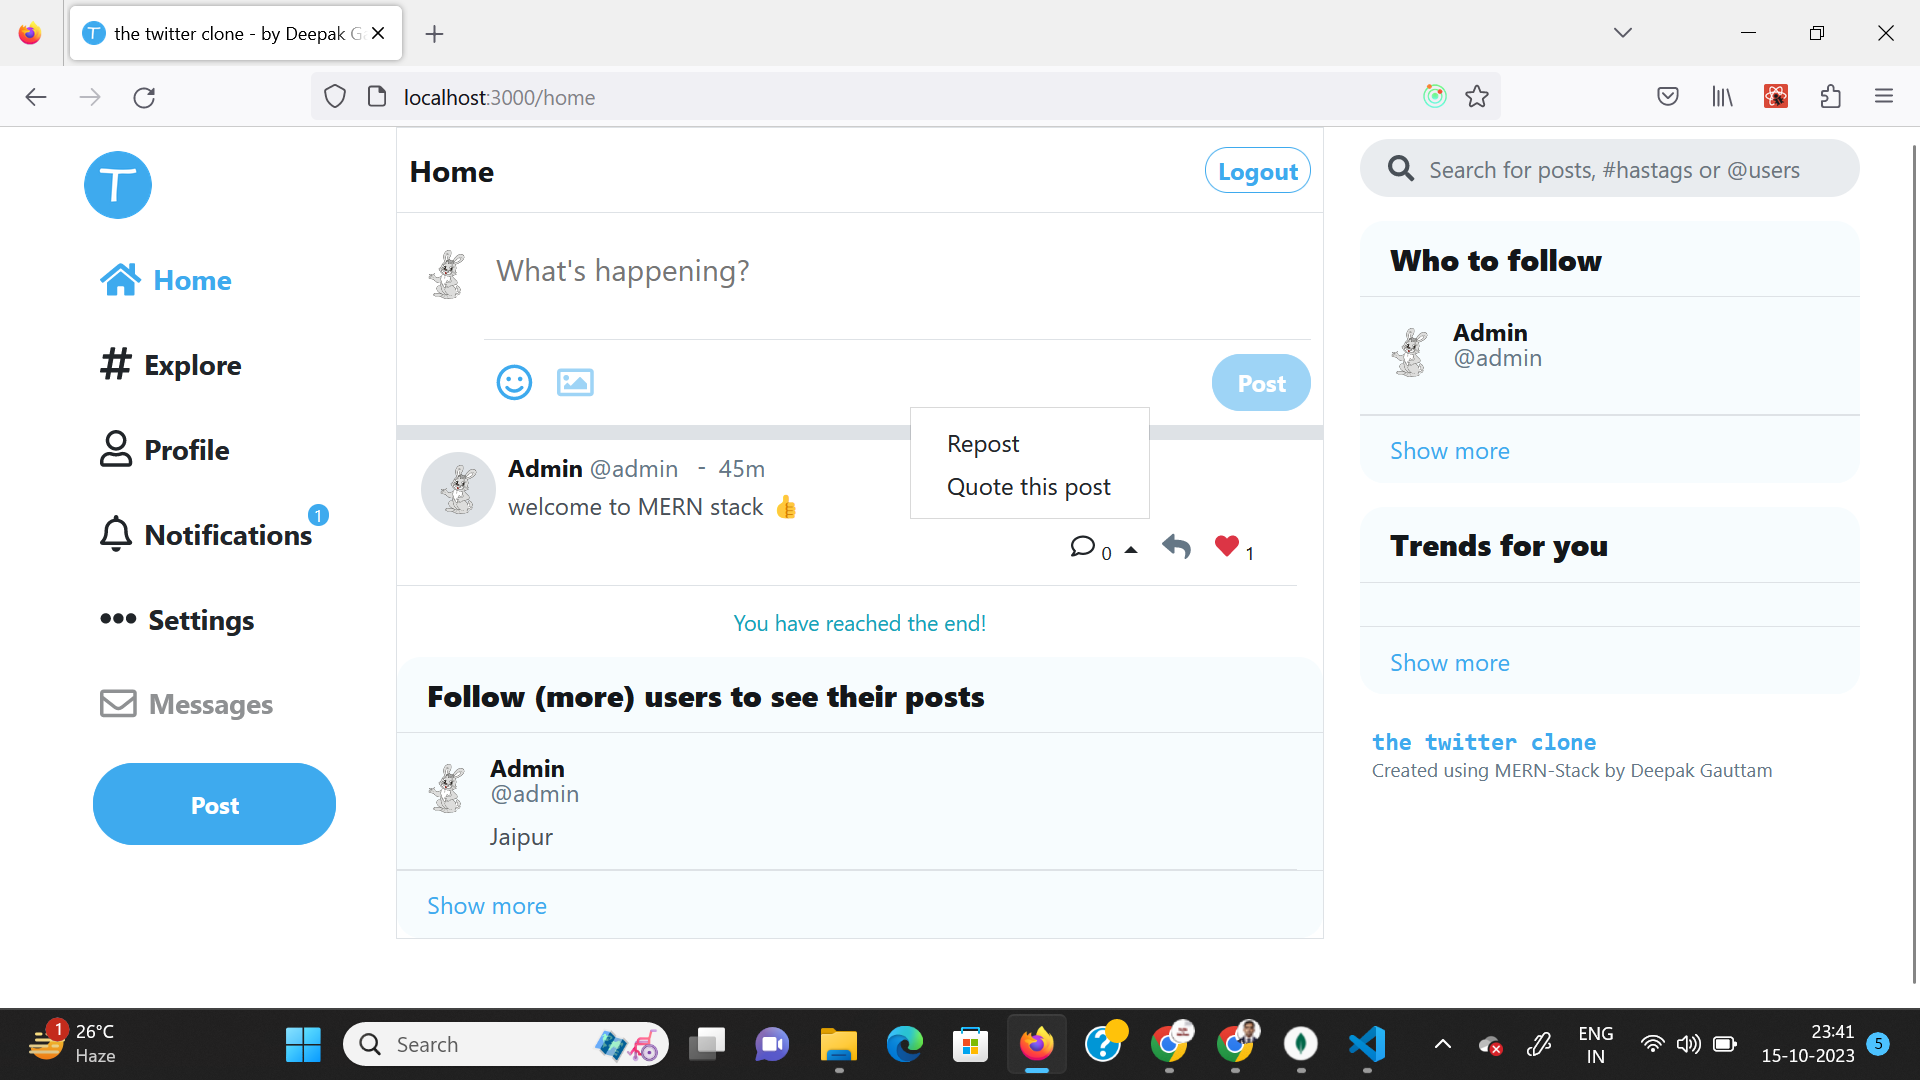 the twitter clone - by Deepak G
localhost:3000/home
T
Home
Explore
Profile
Notifications 1
Settings
Messages
Post
Home
Logout
What's happening?
Post
Repost
Quote this post
Admin @admin - 45m
welcome to MERN stack 👍
0 1
You have reached the end!
Follow (more) users to see their posts
Admin
@admin
Jaipur
Show more
Search for posts, #hastags or @users
Who to follow
Admin
@admin
Show more
Trends for you
Show more
the twitter clone
Created using MERN-Stack by Deepak Gauttam
1
26°C
Haze
Search
ENG
IN
23:41
15-10-2023
5